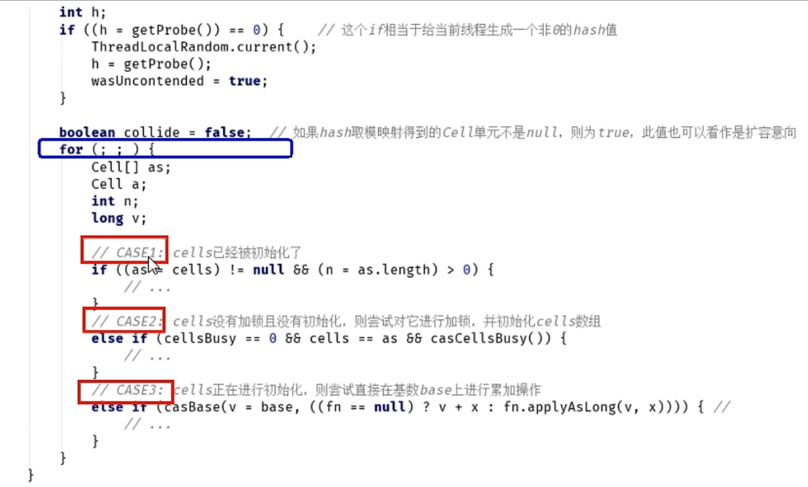 int h;
if ((h = getProbe()) == 0) {    // 这个if相当于给当前线程生成一个非0的hash值
    ThreadLocalRandom.current();
    h = getProbe();
    wasUncontended = true;
}
boolean collide = false;  // 如果hash取模映射得到的Cell单元不是null，则为true，此值也可以看作是扩容意向
for (; ; ) {
    Cell[] as;
    Cell a;
    int n;
    long v;
    // CASE1: cells已经被初始化了
    if ((as = cells) != null && (n = as.length) > 0) {
        // ...
    }
    // CASE2: cells没有加锁且没有初始化，则尝试对它进行加锁，并初始化cells数组
    else if (cellsBusy == 0 && cells == as && casCellsBusy()) {
        // ...
    }
    // CASE3: cells正在进行初始化，则尝试直接在基数base上进行累加操作
    else if (casBase(v = base, ((fn == null) ? v + x : fn.applyAsLong(v, x)))) { //
        // ...
    }
}
}